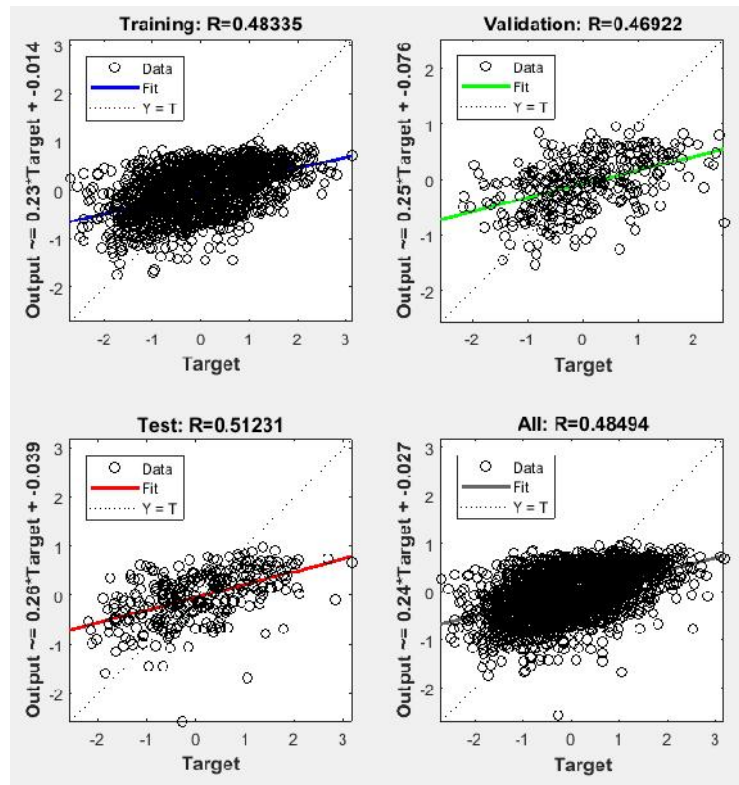 Training: R=0.48335
Output ~= 0.23*Target + -0.014
Data
Fit
Y = T
3
2
1
0
-1
-2
-2 -1 0 1 2 3
Target
Validation: R=0.46922
Output ~= 0.25*Target + -0.076
Data
Fit
Y = T
2
1
0
-1
-2
-2 -1 0 1 2
Target
Test: R=0.51231
Output ~= 0.26*Target + -0.039
Data
Fit
Y = T
3
2
1
0
-1
-2
-2 -1 0 1 2 3
Target
All: R=0.48494
Output ~= 0.24*Target + -0.027
Data
Fit
Y = T
3
2
1
0
-1
-2
-2 -1 0 1 2 3
Target